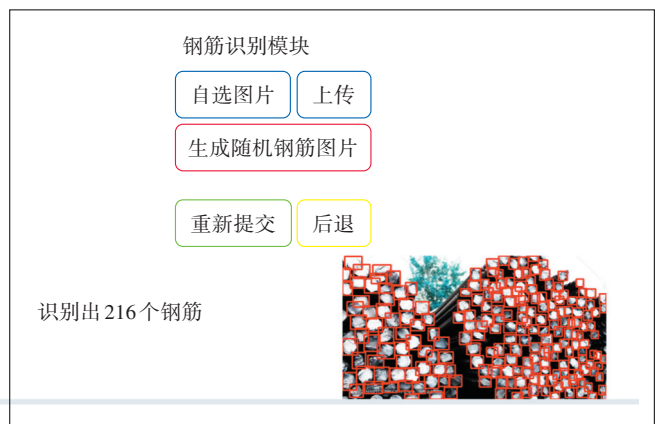 钢筋识别模块
自选图片 上传
生成随机钢筋图片
重新提交 后退
识别出216个钢筋